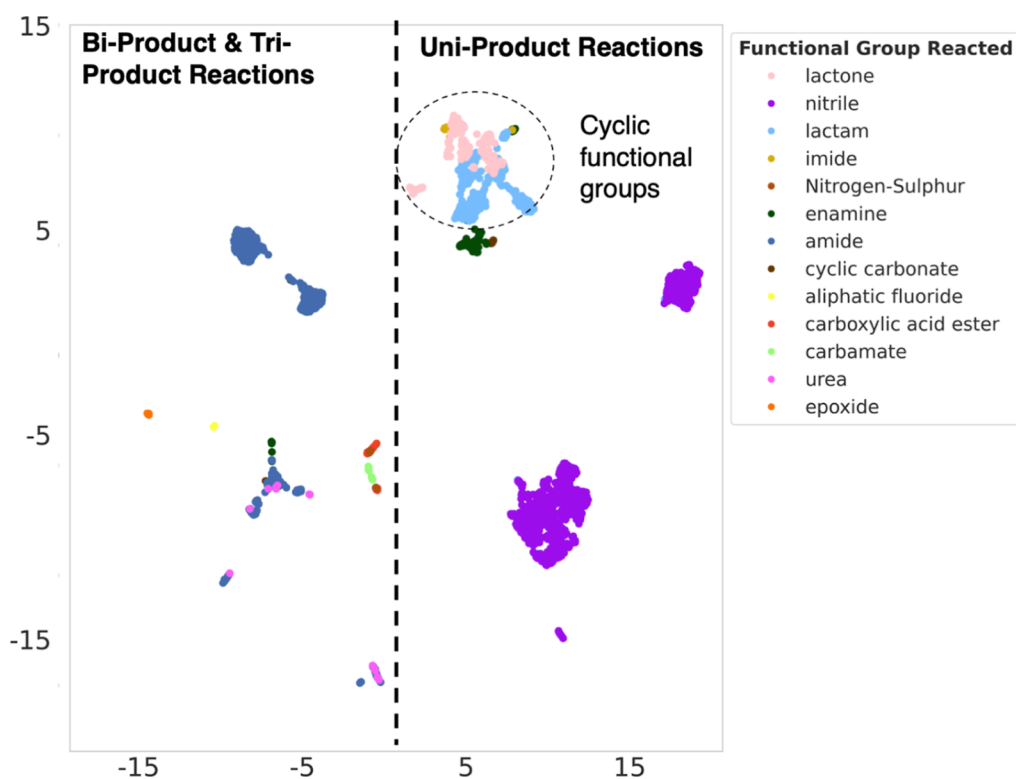 15
Bi-Product & Tri-
Product Reactions
Uni-Product Reactions
Cyclic
functional
groups
5
-5
-15
-15
-5
5
15
Functional Group Reacted
lactone
nitrile
lactam
imide
Nitrogen-Sulphur
enamine
amide
cyclic carbonate
aliphatic fluoride
carboxylic acid ester
carbamate
urea
epoxide